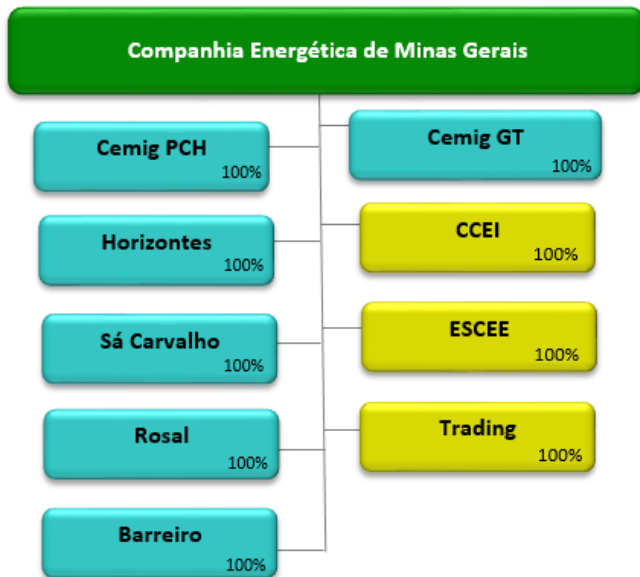 Companhia Energética de Minas Gerais
Cemig PCH
100%
Cemig GT
100%
Horizontes
100%
CCEI
100%
Sá Carvalho
100%
ESCEE
100%
Rosal
100%
Trading
100%
Barreiro
100%